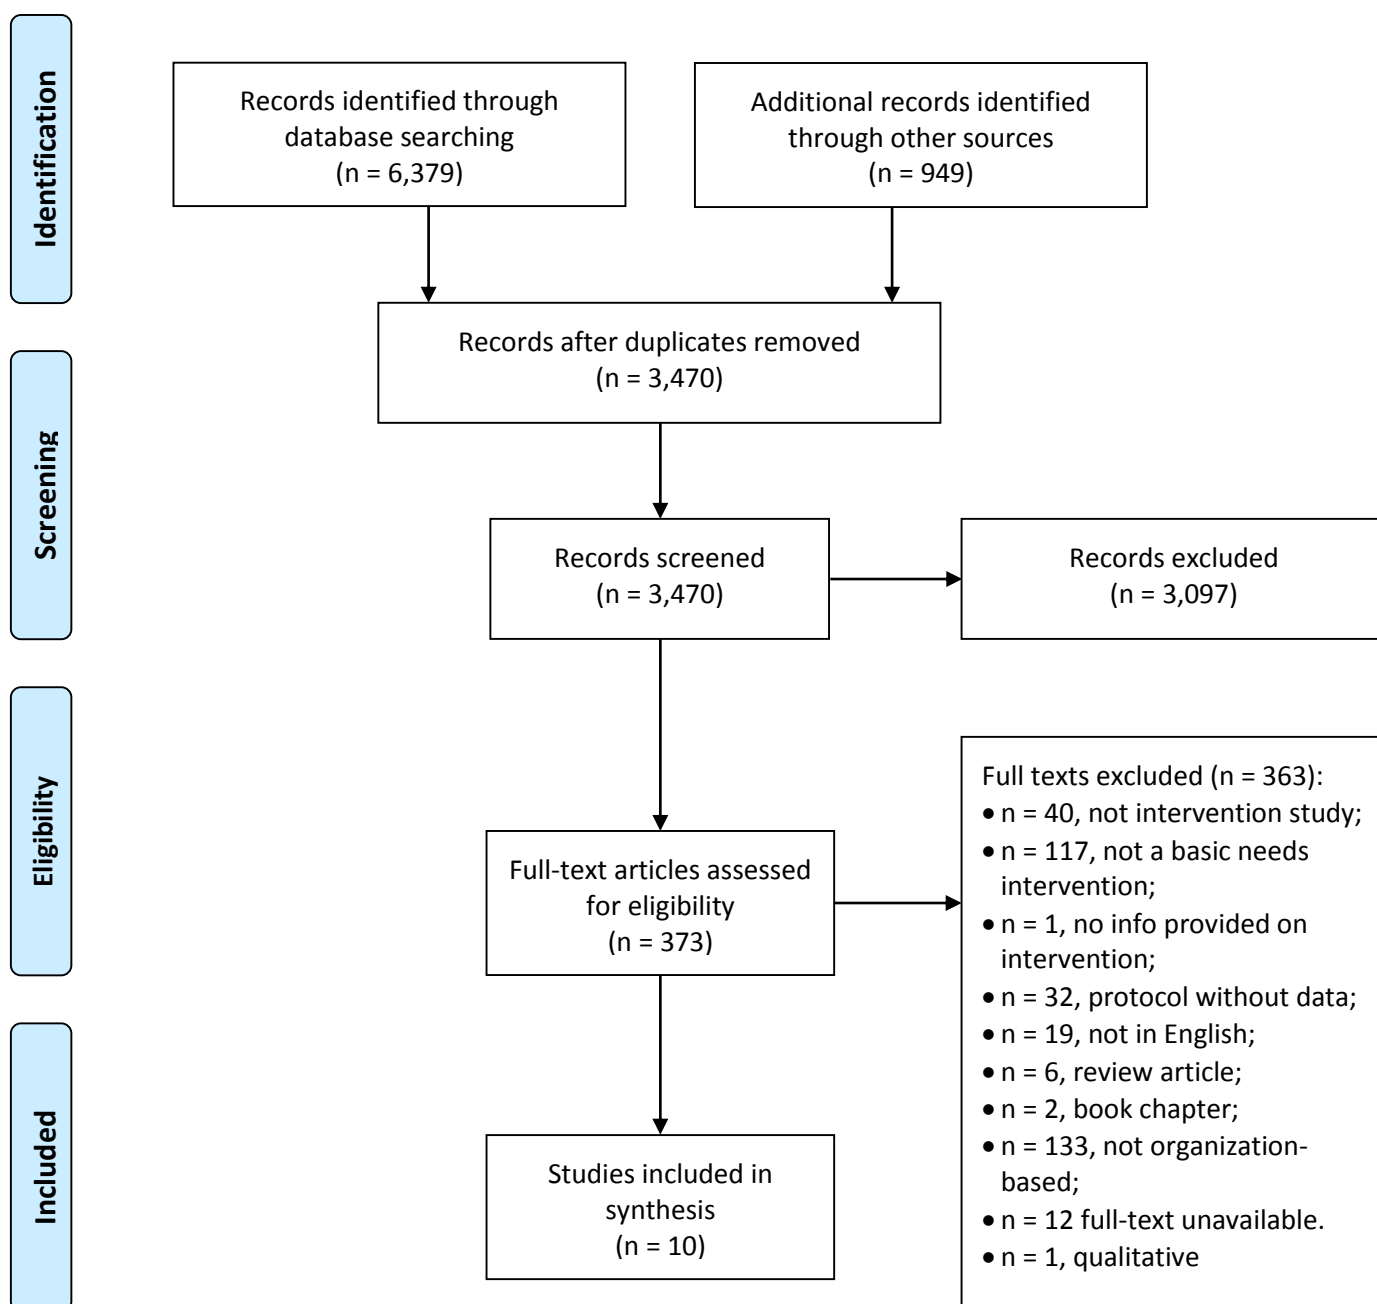 Identification
Records identified through
database searching
(n = 6,379)
Additional records identified
through other sources
(n = 949)
Records after duplicates removed
(n = 3,470)
Screening
Records screened
(n = 3,470)
Records excluded
(n = 3,097)
Eligibility
Full-text articles assessed
for eligibility
(n = 373)
Full texts excluded (n = 363):
• n = 40, not intervention study;
• n = 117, not a basic needs
intervention;
• n = 1, no info provided on
intervention;
• n = 32, protocol without data;
• n = 19, not in English;
• n = 6, review article;
• n = 2, book chapter;
• n = 133, not organization-
based;
• n = 12 full-text unavailable.
• n = 1, qualitative
Included
Studies included in
synthesis
(n = 10)